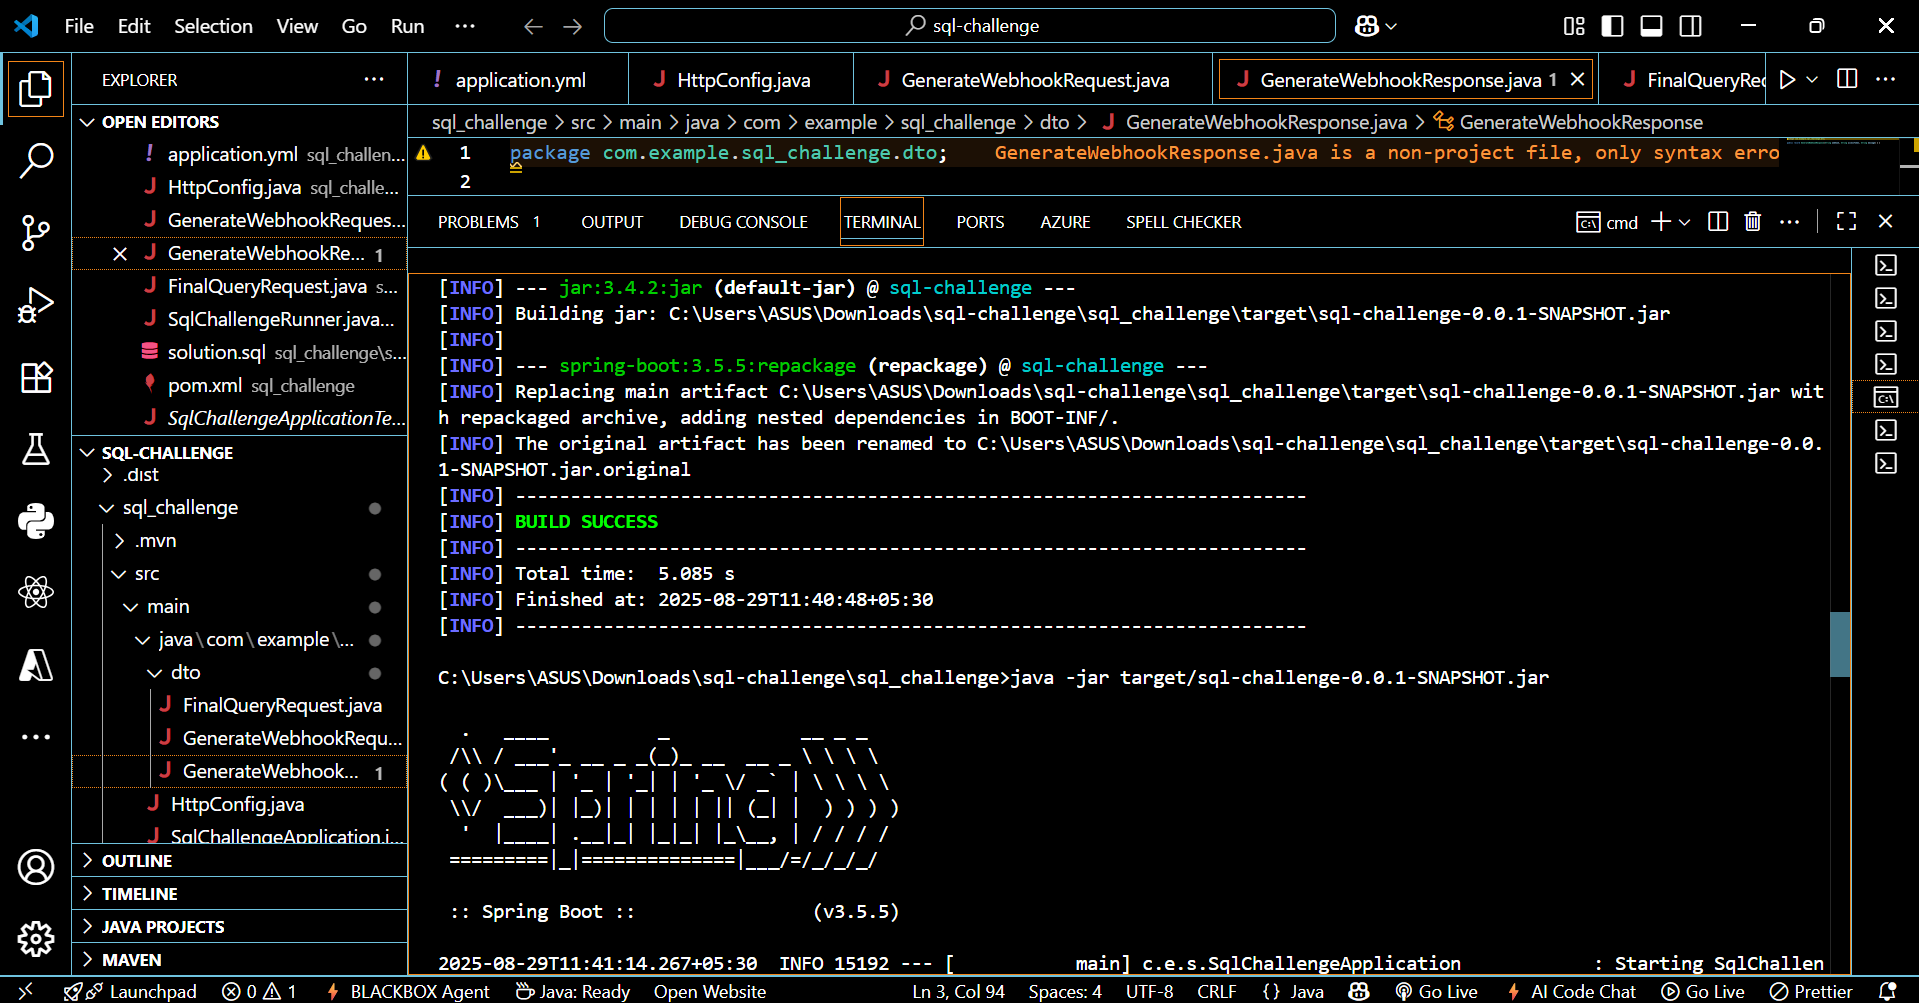 File Edit Selection View Go Run ··· sql-challenge
EXPLORER ···
OPEN EDITORS
application.yml sql_challen...
HttpConfig.java sql_challe...
GenerateWebhookReques...
GenerateWebhookRe... 1
FinalQueryRequest.java s...
SqlChallengeRunner.java...
solution.sql sql_challenge\s...
pom.xml sql_challenge
SqlChallengeApplicationTe...
SQL-CHALLENGE
.dist
sql_challenge
.mvn
src
main
java\com\example\...
dto
FinalQueryRequest.java
GenerateWebhookRequ...
GenerateWebhook... 1
HttpConfig.java
SqlChallengeApplication.j...
OUTLINE
TIMELINE
JAVA PROJECTS
MAVEN
! application.yml J HttpConfig.java J GenerateWebhookRequest.java J GenerateWebhookResponse.java 1 J FinalQueryRec
sql_challenge > src > main > java > com > example > sql_challenge > dto > J GenerateWebhookResponse.java > GenerateWebhookResponse
1 package com.example.sql_challenge.dto; GenerateWebhookResponse.java is a non-project file, only syntax erro
2
PROBLEMS 1 OUTPUT DEBUG CONSOLE TERMINAL PORTS AZURE SPELL CHECKER cmd
[INFO] --- jar:3.4.2:jar (default-jar) @ sql-challenge ---
[INFO] Building jar: C:\Users\ASUS\Downloads\sql-challenge\sql_challenge\target\sql-challenge-0.0.1-SNAPSHOT.jar
[INFO]
[INFO] --- spring-boot:3.5.5:repackage (repackage) @ sql-challenge ---
[INFO] Replacing main artifact C:\Users\ASUS\Downloads\sql-challenge\sql_challenge\target\sql-challenge-0.0.1-SNAPSHOT.jar wit
h repackaged archive, adding nested dependencies in BOOT-INF/.
[INFO] The original artifact has been renamed to C:\Users\ASUS\Downloads\sql-challenge\sql_challenge\target\sql-challenge-0.0.
1-SNAPSHOT.jar.original
[INFO] ------------------------------------------------------------------------
[INFO] BUILD SUCCESS
[INFO] ------------------------------------------------------------------------
[INFO] Total time:  5.085 s
[INFO] Finished at: 2025-08-29T11:40:48+05:30
[INFO] ------------------------------------------------------------------------
C:\Users\ASUS\Downloads\sql-challenge\sql_challenge>java -jar target/sql-challenge-0.0.1-SNAPSHOT.jar
Spring
:: Spring Boot :: (v3.5.5)
2025-08-29T11:41:14.267+05:30  INFO 15192 --- [           main] c.e.s.SqlChallengeApplication            : Starting SqlChallen
Launchpad 0 1 BLACKBOX Agent Java: Ready Open Website Ln 3, Col 94 Spaces: 4 UTF-8 CRLF {} Java Go Live AI Code Chat Go Live Prettier